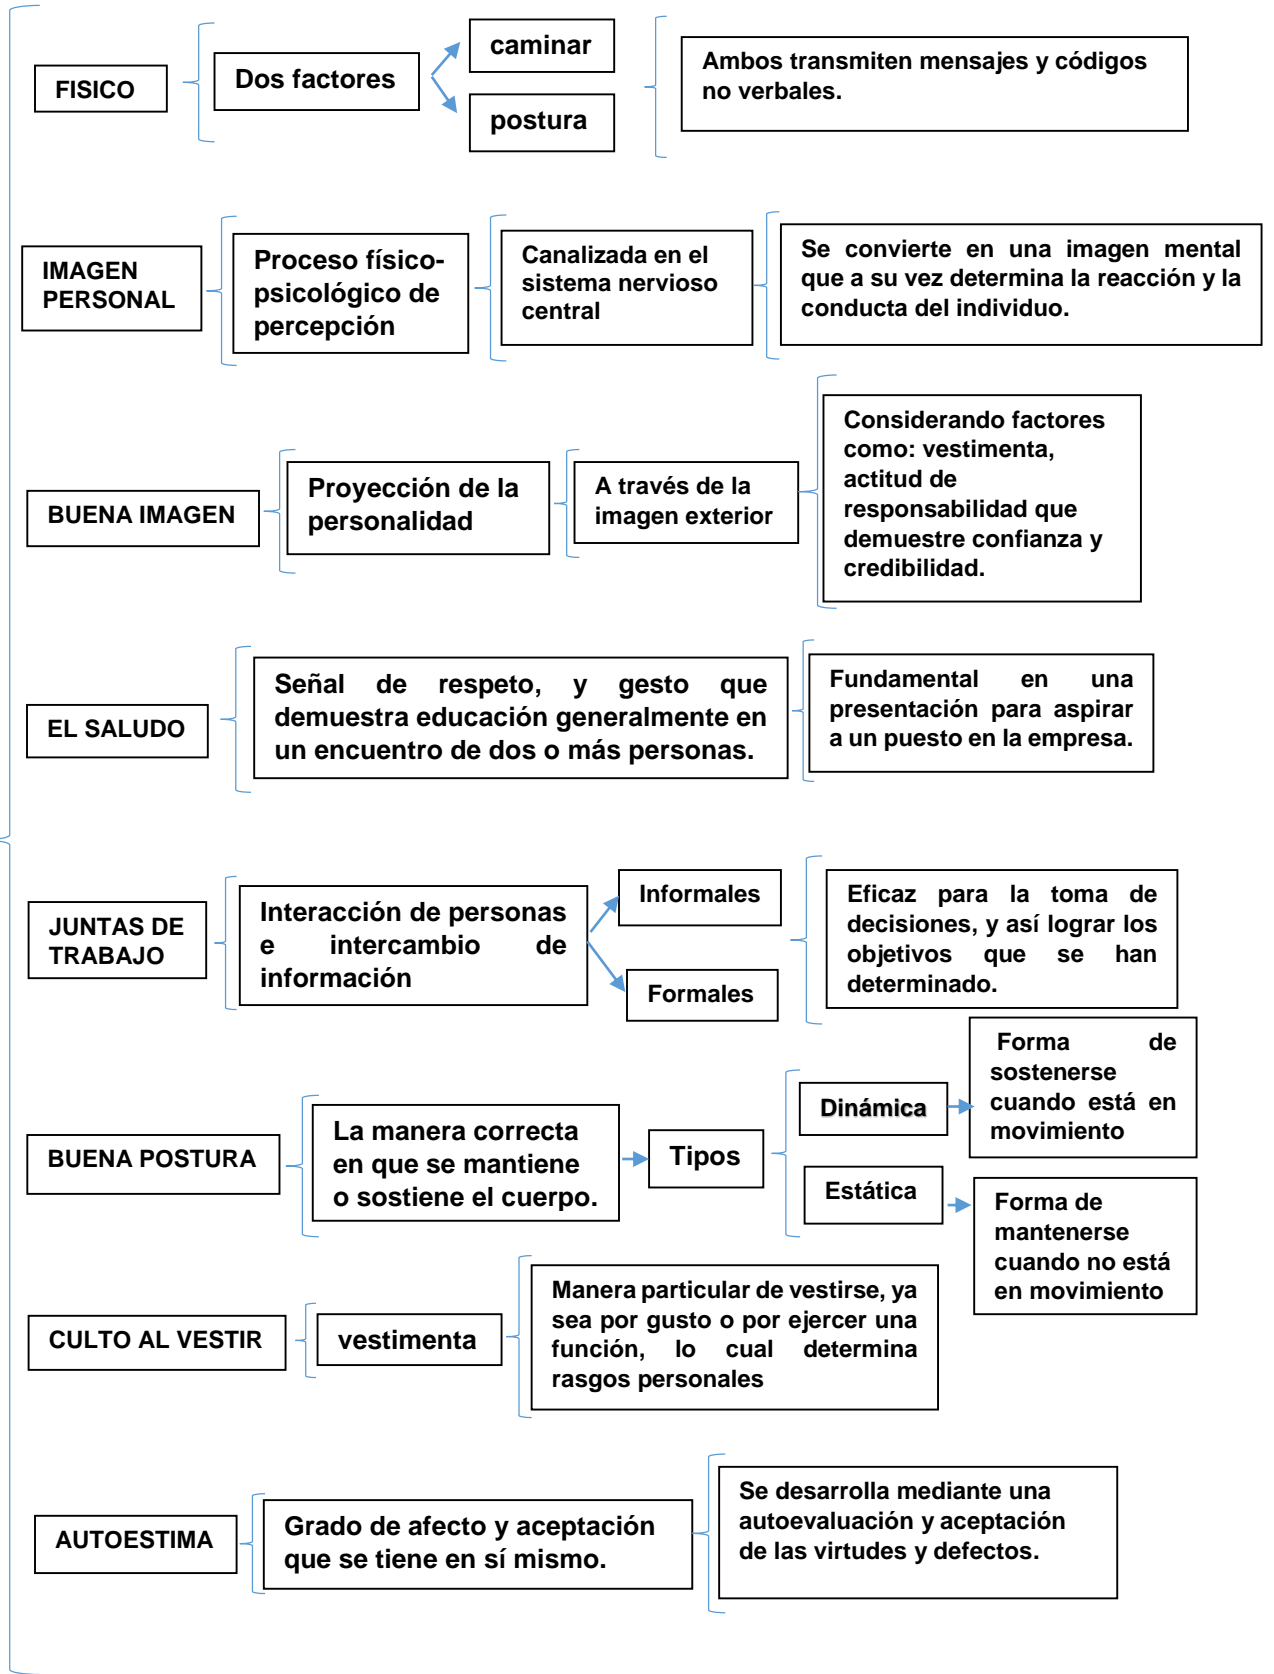 FISICO
Dos factores
caminar
postura
Ambos transmiten mensajes y códigos
no verbales.
IMAGEN
PERSONAL
Proceso físico-
psicológico de
percepción
Canalizada en el
sistema nervioso
central
Se convierte en una imagen mental
que a su vez determina la reacción y la
conducta del individuo.
BUENA IMAGEN
Proyección de la
personalidad
A través de la
imagen exterior
Considerando factores
como: vestimenta,
actitud de
responsabilidad que
demuestre confianza y
credibilidad.
EL SALUDO
Señal de respeto, y gesto que
demuestra educación generalmente en
un encuentro de dos o más personas.
Fundamental en una
presentación para aspirar
a un puesto en la empresa.
JUNTAS DE
TRABAJO
Interacción de personas
e intercambio de
información
Informales
Formales
Eficaz para la toma de
decisiones, y así lograr los
objetivos que se han
determinado.
BUENA POSTURA
La manera correcta
en que se mantiene
o sostiene el cuerpo.
Tipos
Dinámica
Forma de
sostenerse
cuando está en
movimiento
Estática
Forma de
mantenerse
cuando no está
en movimiento
CULTO AL VESTIR
vestimenta
Manera particular de vestirse, ya
sea por gusto o por ejercer una
función, lo cual determina
rasgos personales
AUTOESTIMA
Grado de afecto y aceptación
que se tiene en sí mismo.
Se desarrolla mediante una
autoevaluación y aceptación
de las virtudes y defectos.